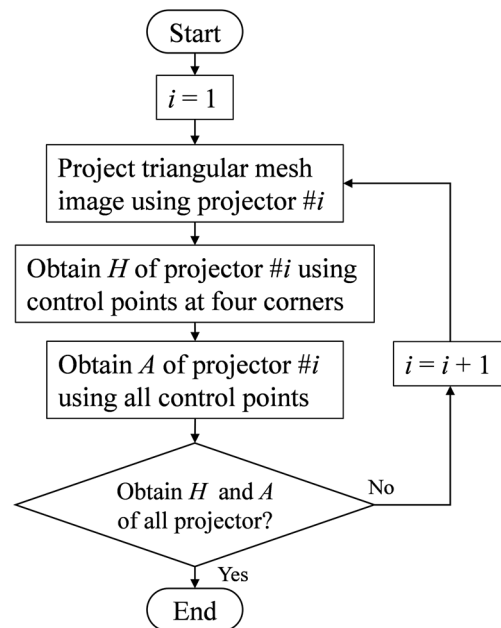 Start
i = 1
Project triangular mesh
image using projector #i
Obtain H of projector #i using
control points at four corners
Obtain A of projector #i
using all control points
i = i + 1
Obtain H and A
of all projector?
No
Yes
End